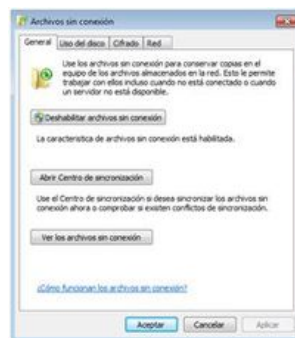 Archivos sin conexión
General Uso del disco Cifrado Red
Use los archivos sin conexión para conservar copias en el
equipo de los archivos almacenados en la red. Esto le permite
trabajar con ellos incluso cuando no está conectado o cuando
un servidor no está disponible.
Deshabilitar archivos sin conexión
La característica de archivos sin conexión está habilitada.
Abrir Centro de sincronización
Use el Centro de sincronización si desea sincronizar los archivos sin
conexión ahora o comprobar si existen conflictos de sincronización.
Ver los archivos sin conexión
¿Cómo funcionan los archivos sin conexión?
Aceptar Cancelar Aplicar